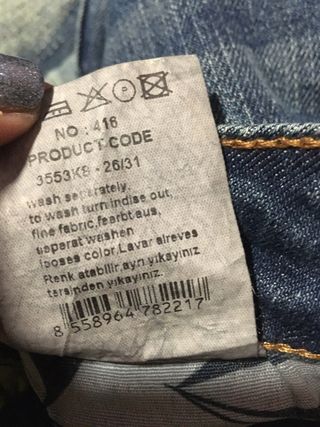 NO : 416
PRODUCT CODE
3553KB - 26/31
wash separately.
to wash turn indise out,
fine fabric,fearbt.aus,
seperat washen
looses color.Lavar alreves
Renk atabilir,ayrı yıkayınız
tersinden yıkayınız.
8 558964 782217